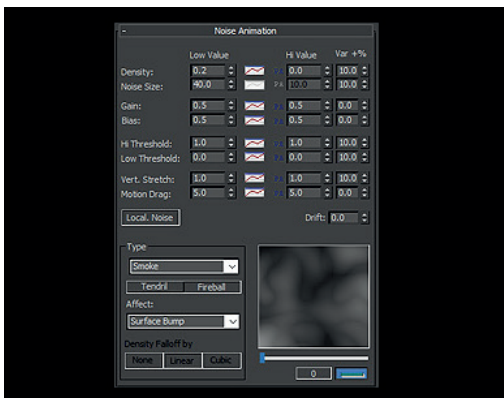 - Noise Animation
Low Value Hi Value Var +%
Density: 0.2 0.0 10.0
Noise Size: 40.0 10.0 10.0
Gain: 0.5 0.5 0.0
Bias: 0.5 0.5 0.0
Hi Threshold: 1.0 1.0 10.0
Low Threshold: 0.0 0.0 10.0
Vert. Stretch: 1.0 1.0 10.0
Motion Drag: 5.0 5.0 0.0
Local. Noise Drift: 0.0
Type
Smoke
Tendril Fireball
Affect:
Surface Bump
Density Falloff by
None Linear Cubic
0